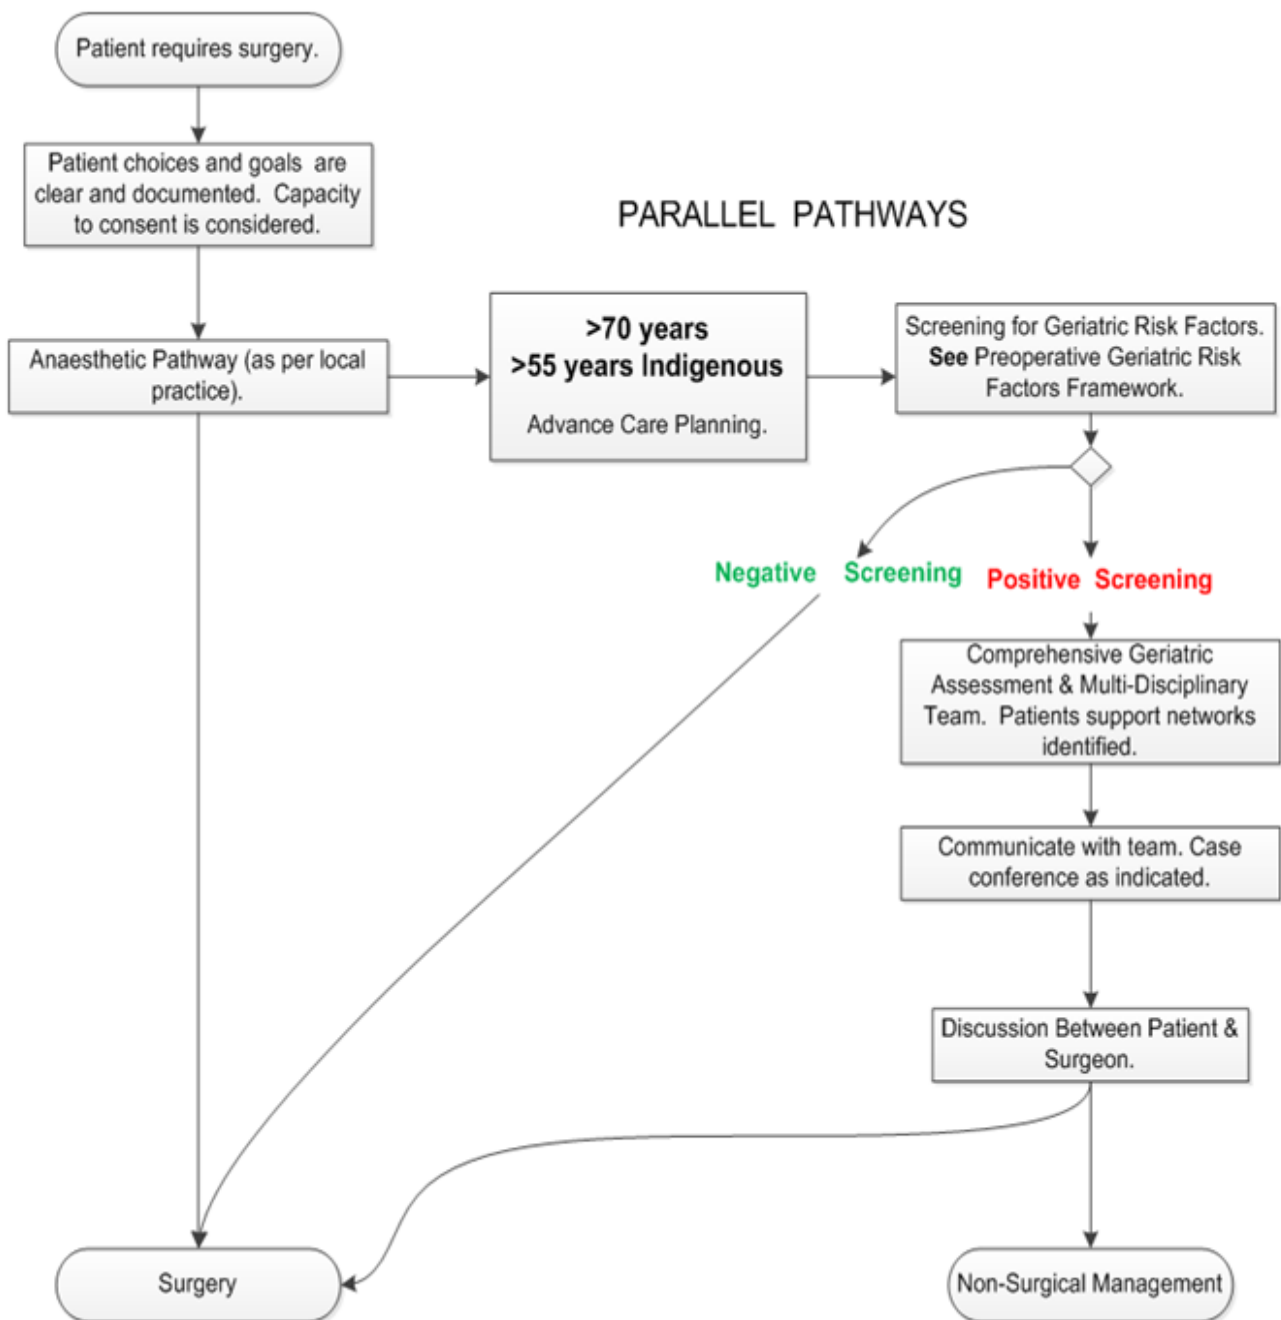 Patient requires surgery.
Patient choices and goals are
clear and documented. Capacity
to consent is considered.
PARALLEL PATHWAYS
Anaesthetic Pathway (as per local
practice).
>70 years
>55 years Indigenous
Advance Care Planning.
Screening for Geriatric Risk Factors.
See Preoperative Geriatric Risk
Factors Framework.
Negative Screening
Positive Screening
Comprehensive Geriatric
Assessment & Multi-Disciplinary
Team. Patients support networks
identified.
Communicate with team. Case
conference as indicated.
Discussion Between Patient &
Surgeon.
Surgery
Non-Surgical Management